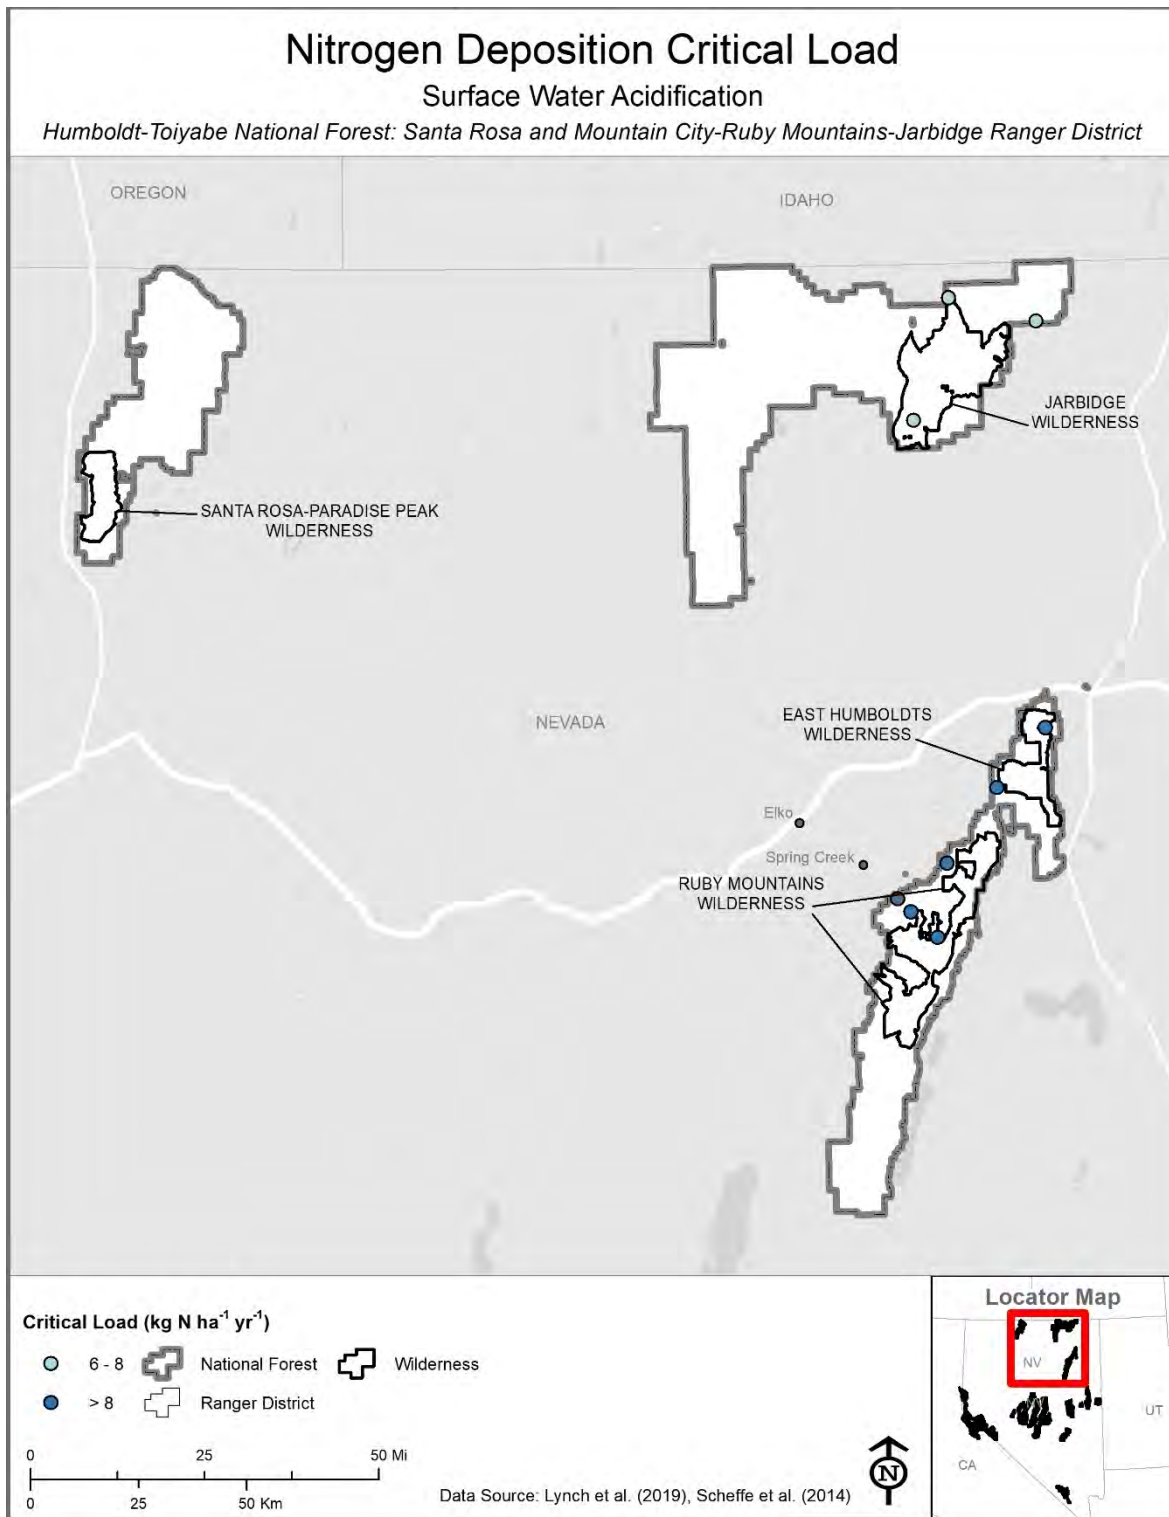 Nitrogen Deposition Critical Load
Surface Water Acidification
Humboldt-Toiyabe National Forest: Santa Rosa and Mountain City-Ruby Mountains-Jarbidge Ranger District
OREGON
IDAHO
JARBIDGE
WILDERNESS
SANTA ROSA-PARADISE PEAK
WILDERNESS
NEVADA
EAST HUMBOLDTS
WILDERNESS
Elko
Spring Creek
RUBY MOUNTAINS
WILDERNESS
Critical Load (kg N ha⁻¹ yr⁻¹)
6 - 8 National Forest Wilderness
> 8 Ranger District
0 25 50 Mi
0 25 50 Km
Data Source: Lynch et al. (2019), Scheffe et al. (2014)
N
Locator Map
NV
UT
CA